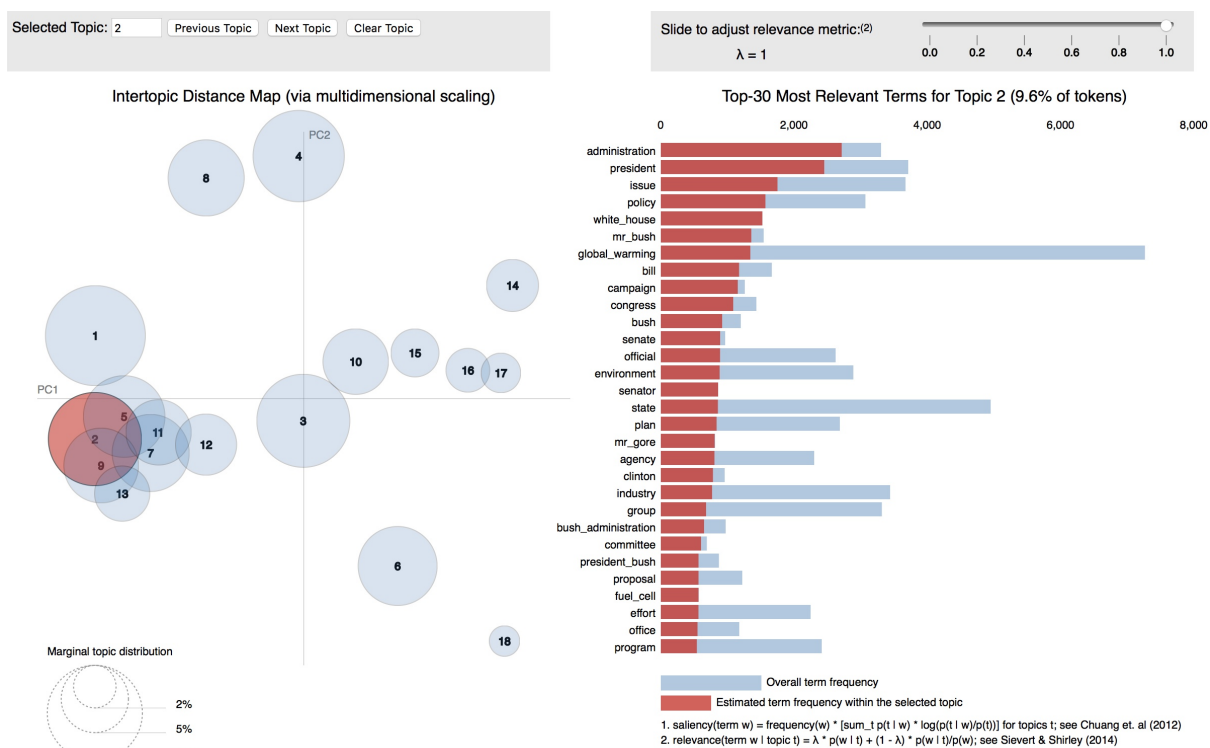 Selected Topic: 2 Previous Topic Next Topic Clear Topic
Slide to adjust relevance metric:(2)
λ = 1
0.0 0.2 0.4 0.6 0.8 1.0
Intertopic Distance Map (via multidimensional scaling)
PC2
PC1
4
8
14
1
10
15
16
17
5
3
2
11
7
12
9
13
6
18
Marginal topic distribution
2%
5%
Top-30 Most Relevant Terms for Topic 2 (9.6% of tokens)
0 2,000 4,000 6,000 8,000
administration
president
issue
policy
white_house
mr_bush
global_warming
bill
campaign
congress
bush
senate
official
environment
senator
state
plan
mr_gore
agency
clinton
industry
group
bush_administration
committee
president_bush
proposal
fuel_cell
effort
office
program
Overall term frequency
Estimated term frequency within the selected topic
1. saliency(term w) = frequency(w) * [sum_t p(t | w) * log(p(t | w)/p(t))] for topics t; see Chuang et. al (2012)
2. relevance(term w | topic t) = λ * p(w | t) + (1 - λ) * p(w | t)/p(w); see Sievert & Shirley (2014)